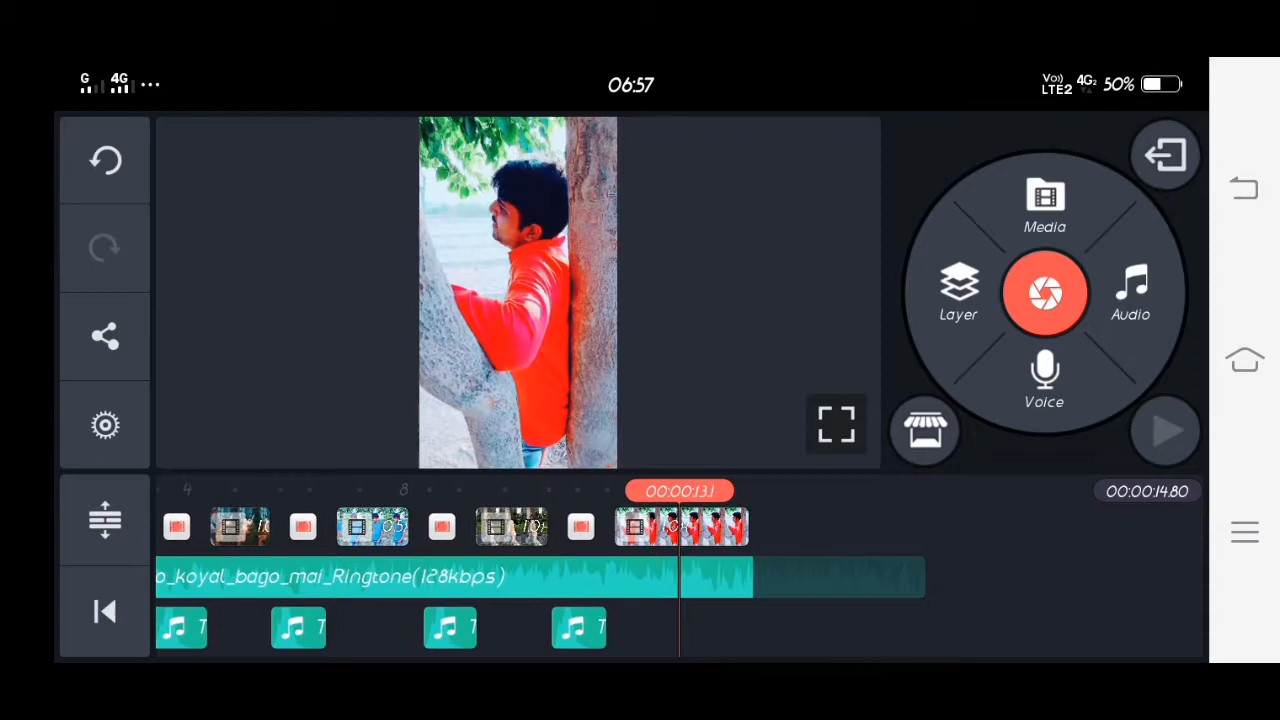 G 4G ... 06:57 Vo)) LTE2 4G2 50%
Media
Layer
Audio
Voice
4 8 00:00:13.1 00:00:14.80
o_koyal_bago_mai_Ringtone(128kbps)
T T T T